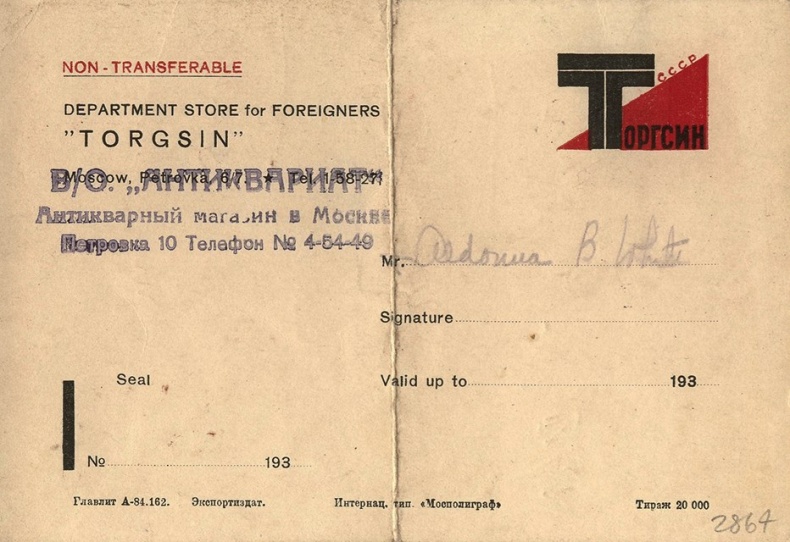 NON-TRANSFERABLE
DEPARTMENT STORE for FOREIGNERS
"TORGSIN"
Moscow, Petrovka, 6/7. ★ Tel. 1-58-27
В/О. „АНТИКВАРИАТ"
Антикварный магазин в Москве
Петровка 10 Телефон № 4-54-49
Seal
№ 193
СССР
ТОРГСИН
Mr. B White
Signature
Valid up to 193
Главлит А-84.162. Экспортиздат. Интернац. тип. «Мосполиграф» Тираж 20 000
2864